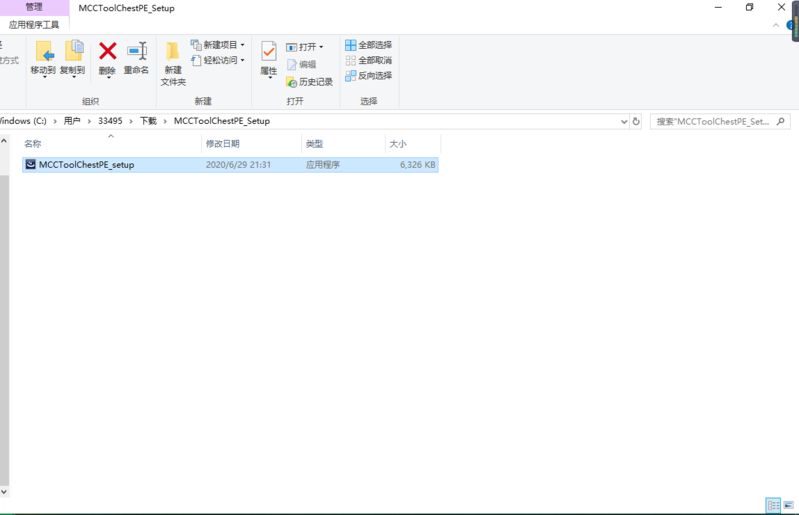 管理
MCCToolChestPE_Setup
应用程序工具
移动到
复制到
删除
重命名
新建
文件夹
新建项目
轻松访问
属性
打开
编辑
历史记录
全部选择
全部取消
反向选择
组织
新建
打开
选择
Windows (C:) › 用户 › 33495 › 下载 › MCCToolChestPE_Setup
搜索"MCCToolChestPE_Set...
名称
修改日期
类型
大小
MCCToolChestPE_setup
2020/6/29 21:31
应用程序
6,326 KB